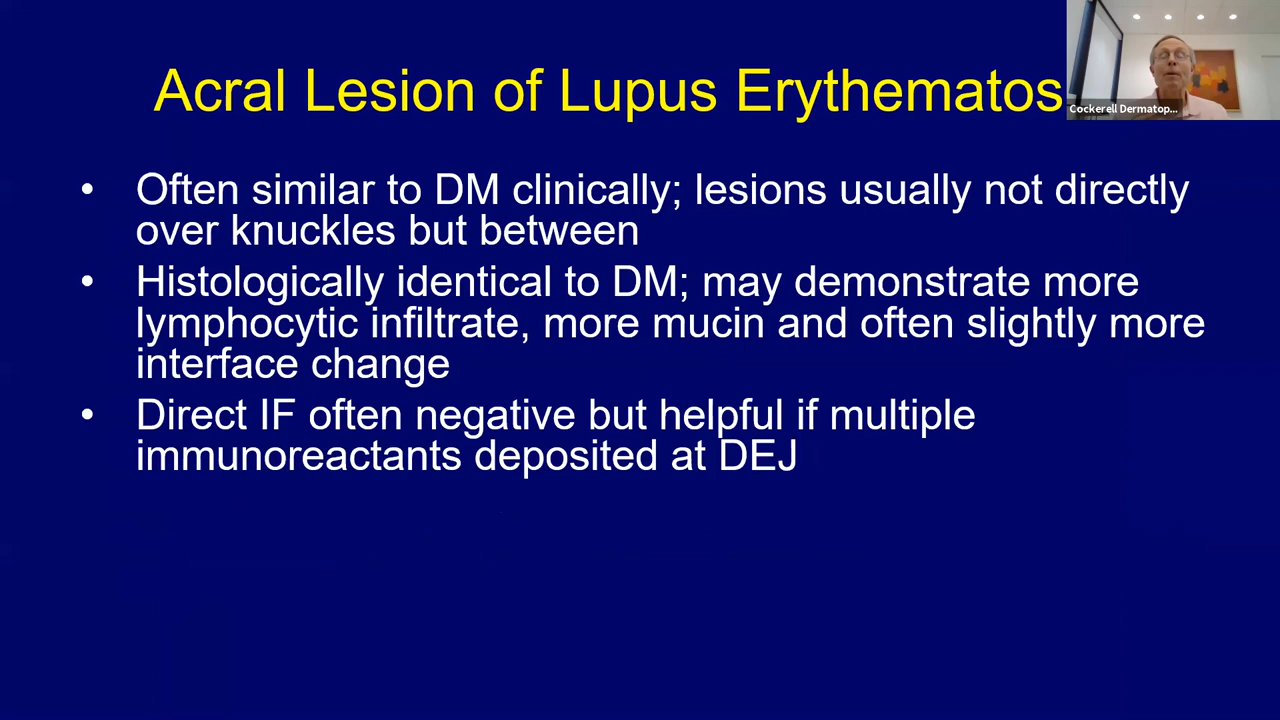 Acral Lesion of Lupus Erythematos
Cockerell Dermatop...
• Often similar to DM clinically; lesions usually not directly
over knuckles but between
• Histologically identical to DM; may demonstrate more
lymphocytic infiltrate, more mucin and often slightly more
interface change
• Direct IF often negative but helpful if multiple
immunoreactants deposited at DEJ